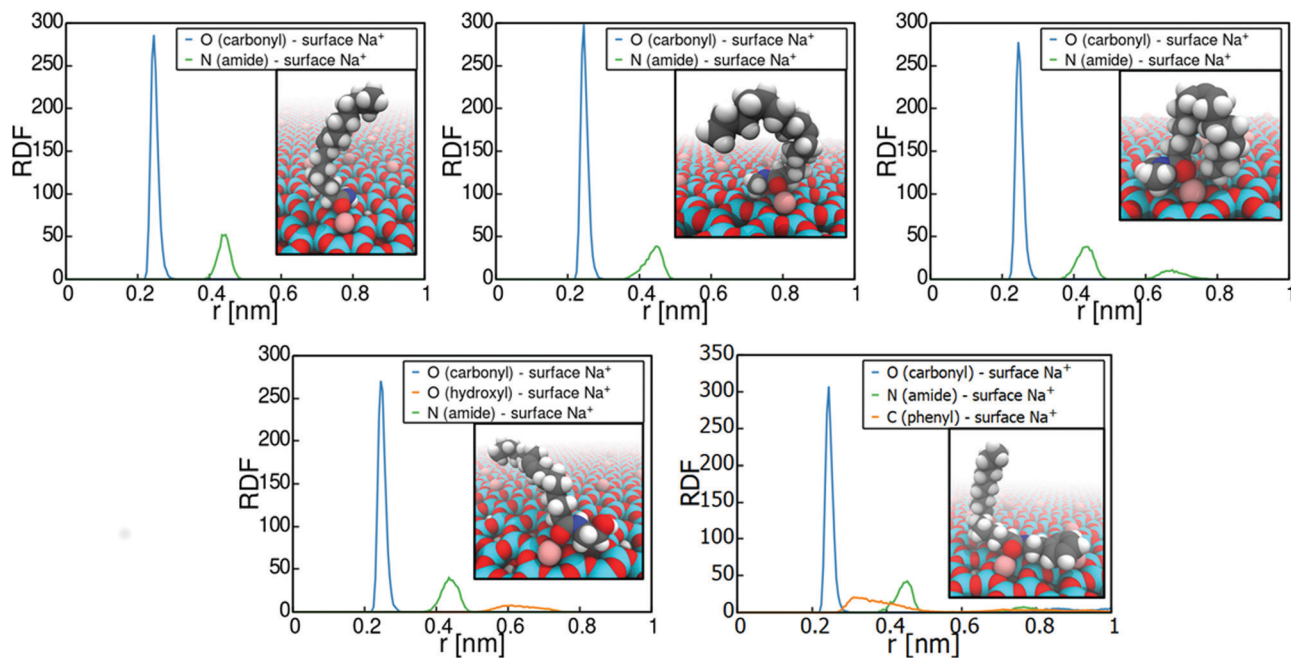 300
250
200
150
100
50
0
RDF
O (carbonyl) - surface Na⁺
N (amide) - surface Na⁺
0 0.2 0.4 0.6 0.8 1
r [nm]
300
250
200
150
100
50
0
RDF
O (carbonyl) - surface Na⁺
N (amide) - surface Na⁺
0 0.2 0.4 0.6 0.8 1
r [nm]
300
250
200
150
100
50
0
RDF
O (carbonyl) - surface Na⁺
N (amide) - surface Na⁺
0 0.2 0.4 0.6 0.8 1
r [nm]
300
250
200
150
100
50
0
RDF
O (carbonyl) - surface Na⁺
O (hydroxyl) - surface Na⁺
N (amide) - surface Na⁺
0 0.2 0.4 0.6 0.8 1
r [nm]
350
300
250
200
150
100
50
0
RDF
O (carbonyl) - surface Na⁺
N (amide) - surface Na⁺
C (phenyl) - surface Na⁺
0 0.2 0.4 0.6 0.8 1
r [nm]